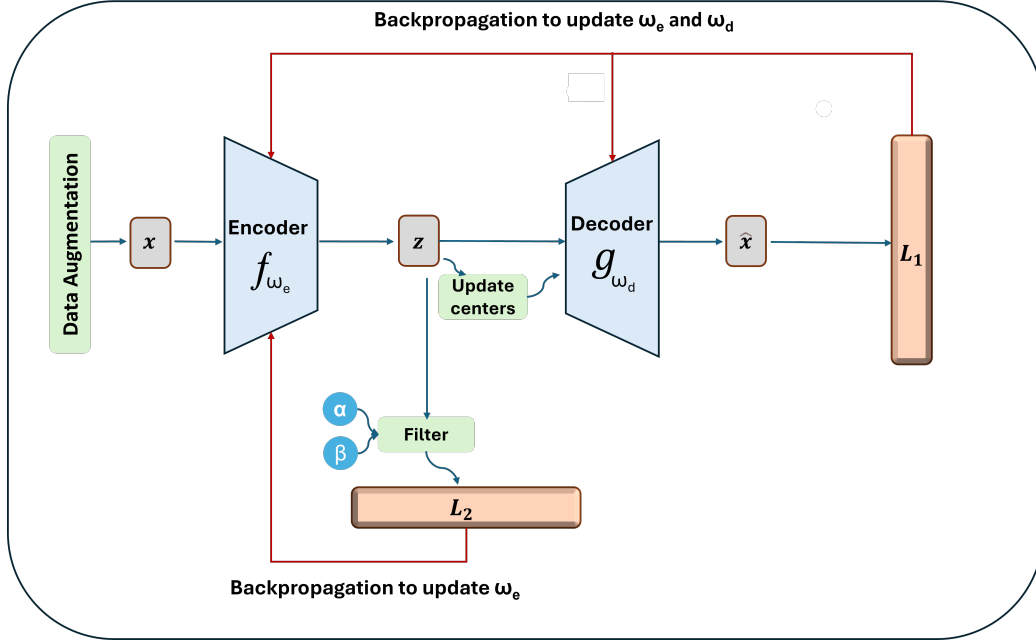 Backpropagation to update ωe and ωd
Data Augmentation
x
Encoder
fωe
z
Update
centers
Decoder
gωd
x̂
L1
α
β
Filter
L2
Backpropagation to update ωe